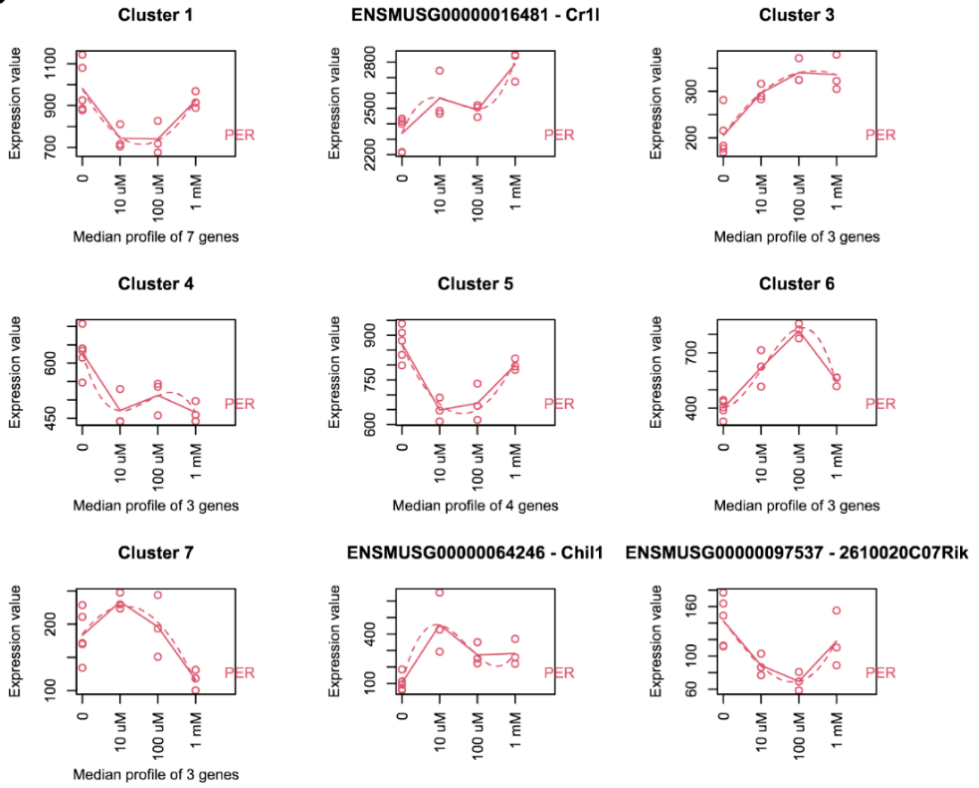 Cluster 1
Expression value
700 900 1100
0 10 uM 100 uM 1 mM
PER
Median profile of 7 genes
ENSMUSG00000016481 - Cr1l
Expression value
2200 2500 2800
0 10 uM 100 uM 1 mM
PER
Cluster 3
Expression value
200 300
0 10 uM 100 uM 1 mM
PER
Median profile of 3 genes
Cluster 4
Expression value
450 600
0 10 uM 100 uM 1 mM
PER
Median profile of 3 genes
Cluster 5
Expression value
600 750 900
0 10 uM 100 uM 1 mM
PER
Median profile of 4 genes
Cluster 6
Expression value
400 700
0 10 uM 100 uM 1 mM
PER
Median profile of 3 genes
Cluster 7
Expression value
100 200
0 10 uM 100 uM 1 mM
PER
Median profile of 3 genes
ENSMUSG00000064246 - Chil1
Expression value
100 400
0 10 uM 100 uM 1 mM
PER
ENSMUSG00000097537 - 2610020C07Rik
Expression value
60 100 160
0 10 uM 100 uM 1 mM
PER